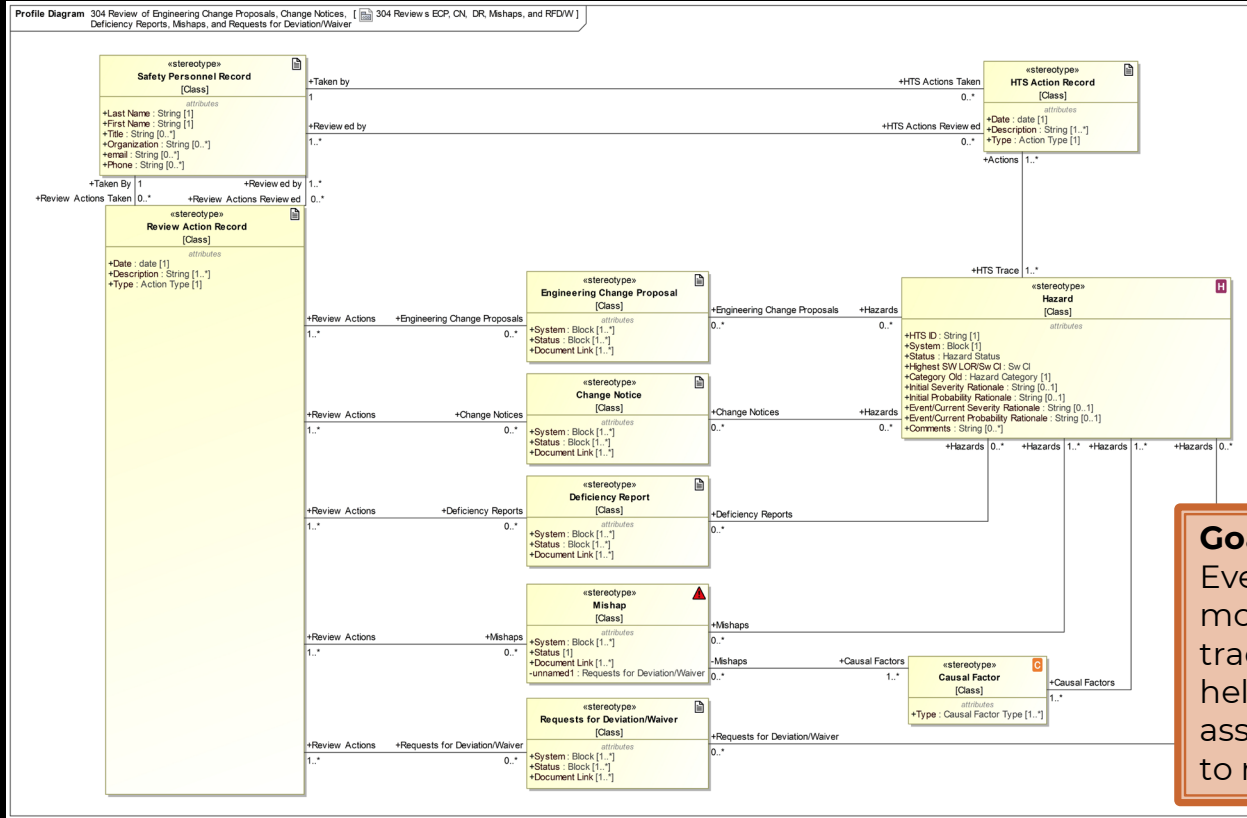 Profile Diagram 304 Review of Engineering Change Proposals, Change Notices, [ 304 Reviews ECP, CN, DR, Mishaps, and RFD/W ]
Deficiency Reports, Mishaps, and Requests for Deviation/Waiver
«stereotype»
Safety Personnel Record
[Class]
attributes
+Last Name : String [1]
+First Name : String [1]
+Title : String [0..*]
+Organization : String [0..*]
+email : String [0..*]
+Phone : String [0..*]
+Taken by
1
+HTS Actions Taken
0..*
+Reviewed by
1..*
+HTS Actions Reviewed
0..*
«stereotype»
HTS Action Record
[Class]
attributes
+Date : date [1]
+Description : String [1..*]
+Type : Action Type [1]
+Actions 1..*
+HTS Trace 1..*
+Taken By 1
+Reviewed by 1..*
+Review Actions Taken 0..*
+Review Actions Reviewed 0..*
«stereotype»
Review Action Record
[Class]
attributes
+Date : date [1]
+Description : String [1..*]
+Type : Action Type [1]
+Review Actions
1..*
+Engineering Change Proposals
0..*
«stereotype»
Engineering Change Proposal
[Class]
attributes
+System : Block [1..*]
+Status : Block [1..*]
+Document Link [1..*]
+Engineering Change Proposals
0..*
+Hazards
0..*
«stereotype»
Hazard
[Class]
H
attributes
+HTS ID : String [1]
+System : Block [1]
+Status : Hazard Status
+Highest SW LOR/Sw CI : Sw CI
+Category Old : Hazard Category [1]
+Initial Severity Rationale : String [0..1]
+Initial Probability Rationale : String [0..1]
+Event/Current Severity Rationale : String [0..1]
+Event/Current Probability Rationale : String [0..1]
+Comments : String [0..*]
+Review Actions
1..*
+Change Notices
0..*
«stereotype»
Change Notice
[Class]
attributes
+System : Block [1..*]
+Status : Block [1..*]
+Document Link [1..*]
+Change Notices
0..*
+Hazards
0..*
+Hazards 0..*
+Hazards 1..*
+Hazards 1..*
+Hazards 0..*
+Review Actions
1..*
+Deficiency Reports
0..*
«stereotype»
Deficiency Report
[Class]
attributes
+System : Block [1..*]
+Status : Block [1..*]
+Document Link [1..*]
+Deficiency Reports
0..*
+Review Actions
1..*
+Mishaps
0..*
«stereotype»
Mishap
[Class]
attributes
+System : Block [1..*]
+Status [1]
+Document Link [1..*]
-unnamed1 : Requests for Deviation/Waiver
+Mishaps
0..*
-Mishaps
0..*
+Causal Factors
1..*
«stereotype»
Causal Factor
[Class]
C
attributes
+Type : Causal Factor Type [1..*]
+Causal Factors
1..*
+Review Actions
1..*
+Requests for Deviation/Waiver
0..*
«stereotype»
Requests for Deviation/Waiver
[Class]
attributes
+System : Block [1..*]
+Status : Block [1..*]
+Document Link [1..*]
+Requests for Deviation/Waiver
0..*